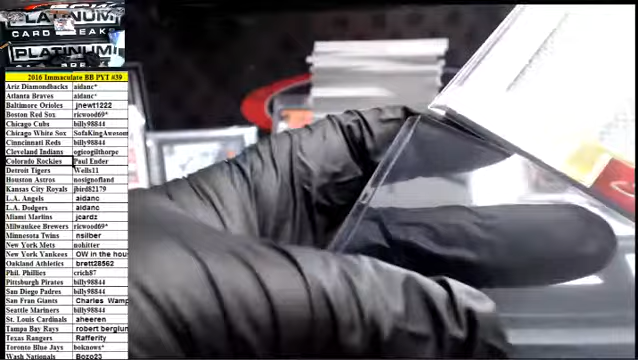 PLATINUM
CARD BREAK
PLATINUM
2016 Immaculate BB PYT #39
Ariz Diamondbacks aidanc*
Atlanta Braves aidanc*
Baltimore Orioles jnewt1222
Boston Red Sox ricwood69*
Chicago Cubs billy98844
Chicago White Sox SofaKingAwesom
Cincinnati Reds billy98844
Cleveland Indians ogicogilthorpe
Colorado Rockies Paul Ender
Detroit Tigers Wells11
Houston Astros nosignofland
Kansas City Royals jbird82179
L.A. Angels aidanc
L.A. Dodgers aidanc
Miami Marlins jcardz
Milwaukee Brewers ricwood69*
Minnesota Twins nsilber
New York Mets nohitter
New York Yankees OW in the hou
Oakland Athletics brett28562
Phil. Phillies crich87
Pittsburgh Pirates billy98844
San Diego Padres billy98844
San Fran Giants Charles Wamp
Seattle Mariners billy98844
St. Louis Cardinals aheeren
Tampa Bay Rays robert berglun
Texas Rangers Rafferity
Toronto Blue Jays boknows*
Wash Nationals Bozo23